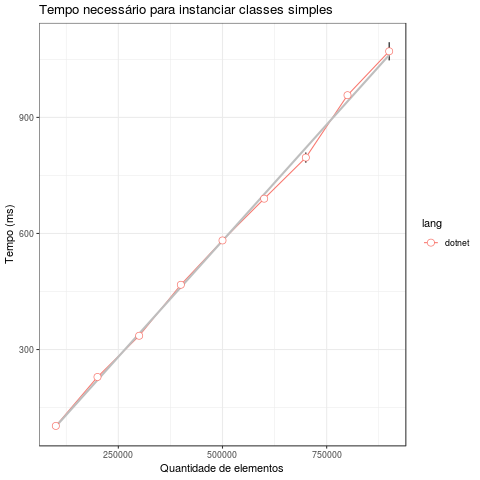 Tempo necessário para instanciar classes simples
900
600
300
Tempo (ms)
250000
500000
750000
Quantidade de elementos
lang
dotnet